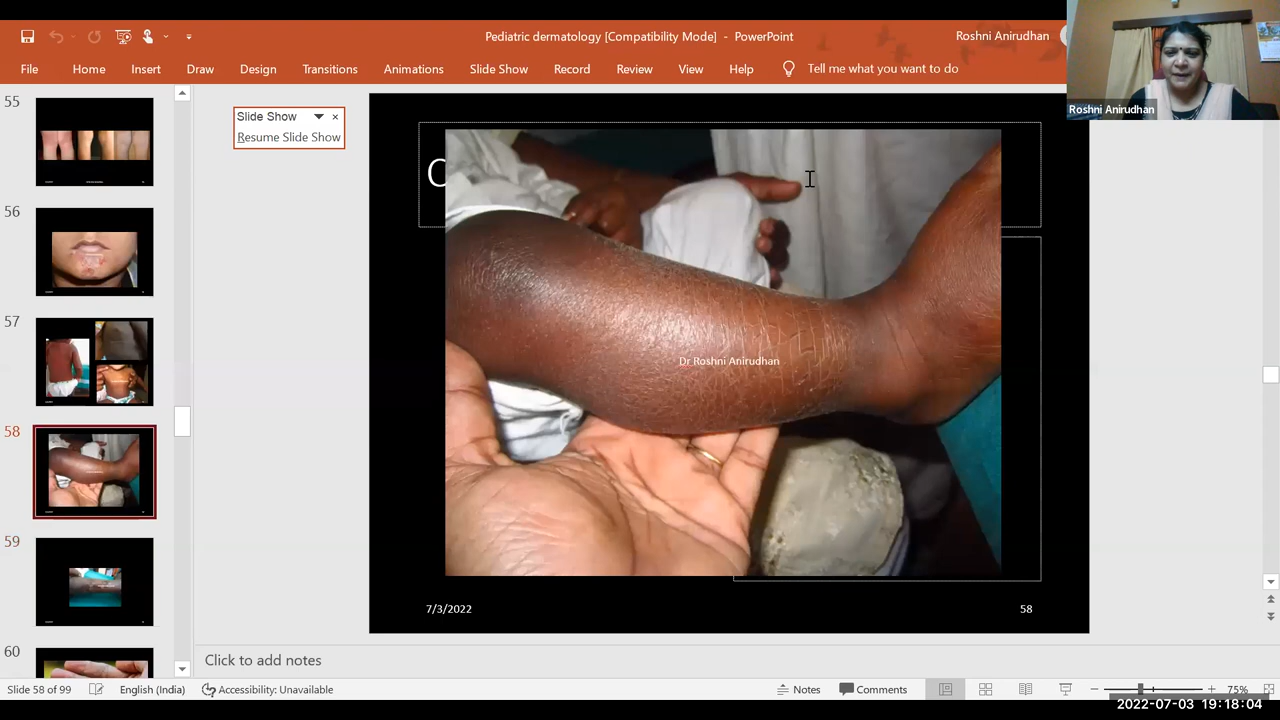 Pediatric dermatology [Compatibility Mode] - PowerPoint
Roshni Anirudhan
File Home Insert Draw Design Transitions Animations Slide Show Record Review View Help Tell me what you want to do
Roshni Anirudhan
55
56
57
58
59
60
Slide Show
Resume Slide Show
Dr Roshni Anirudhan
7/3/2022
58
Click to add notes
Slide 58 of 99 English (India) Accessibility: Unavailable Notes Comments 75%
2022-07-03 19:18:04